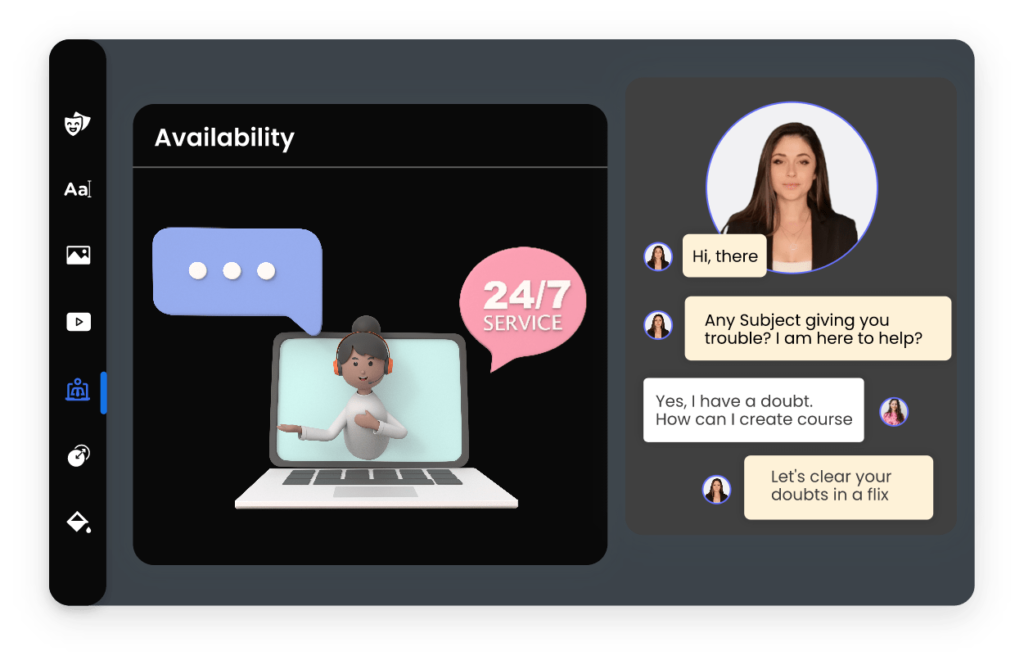 Availability
Aa
24/7
SERVICE
Hi, there
Any Subject giving you
trouble? I am here to help?
Yes, I have a doubt.
How can I create course
Let's clear your
doubts in a flix